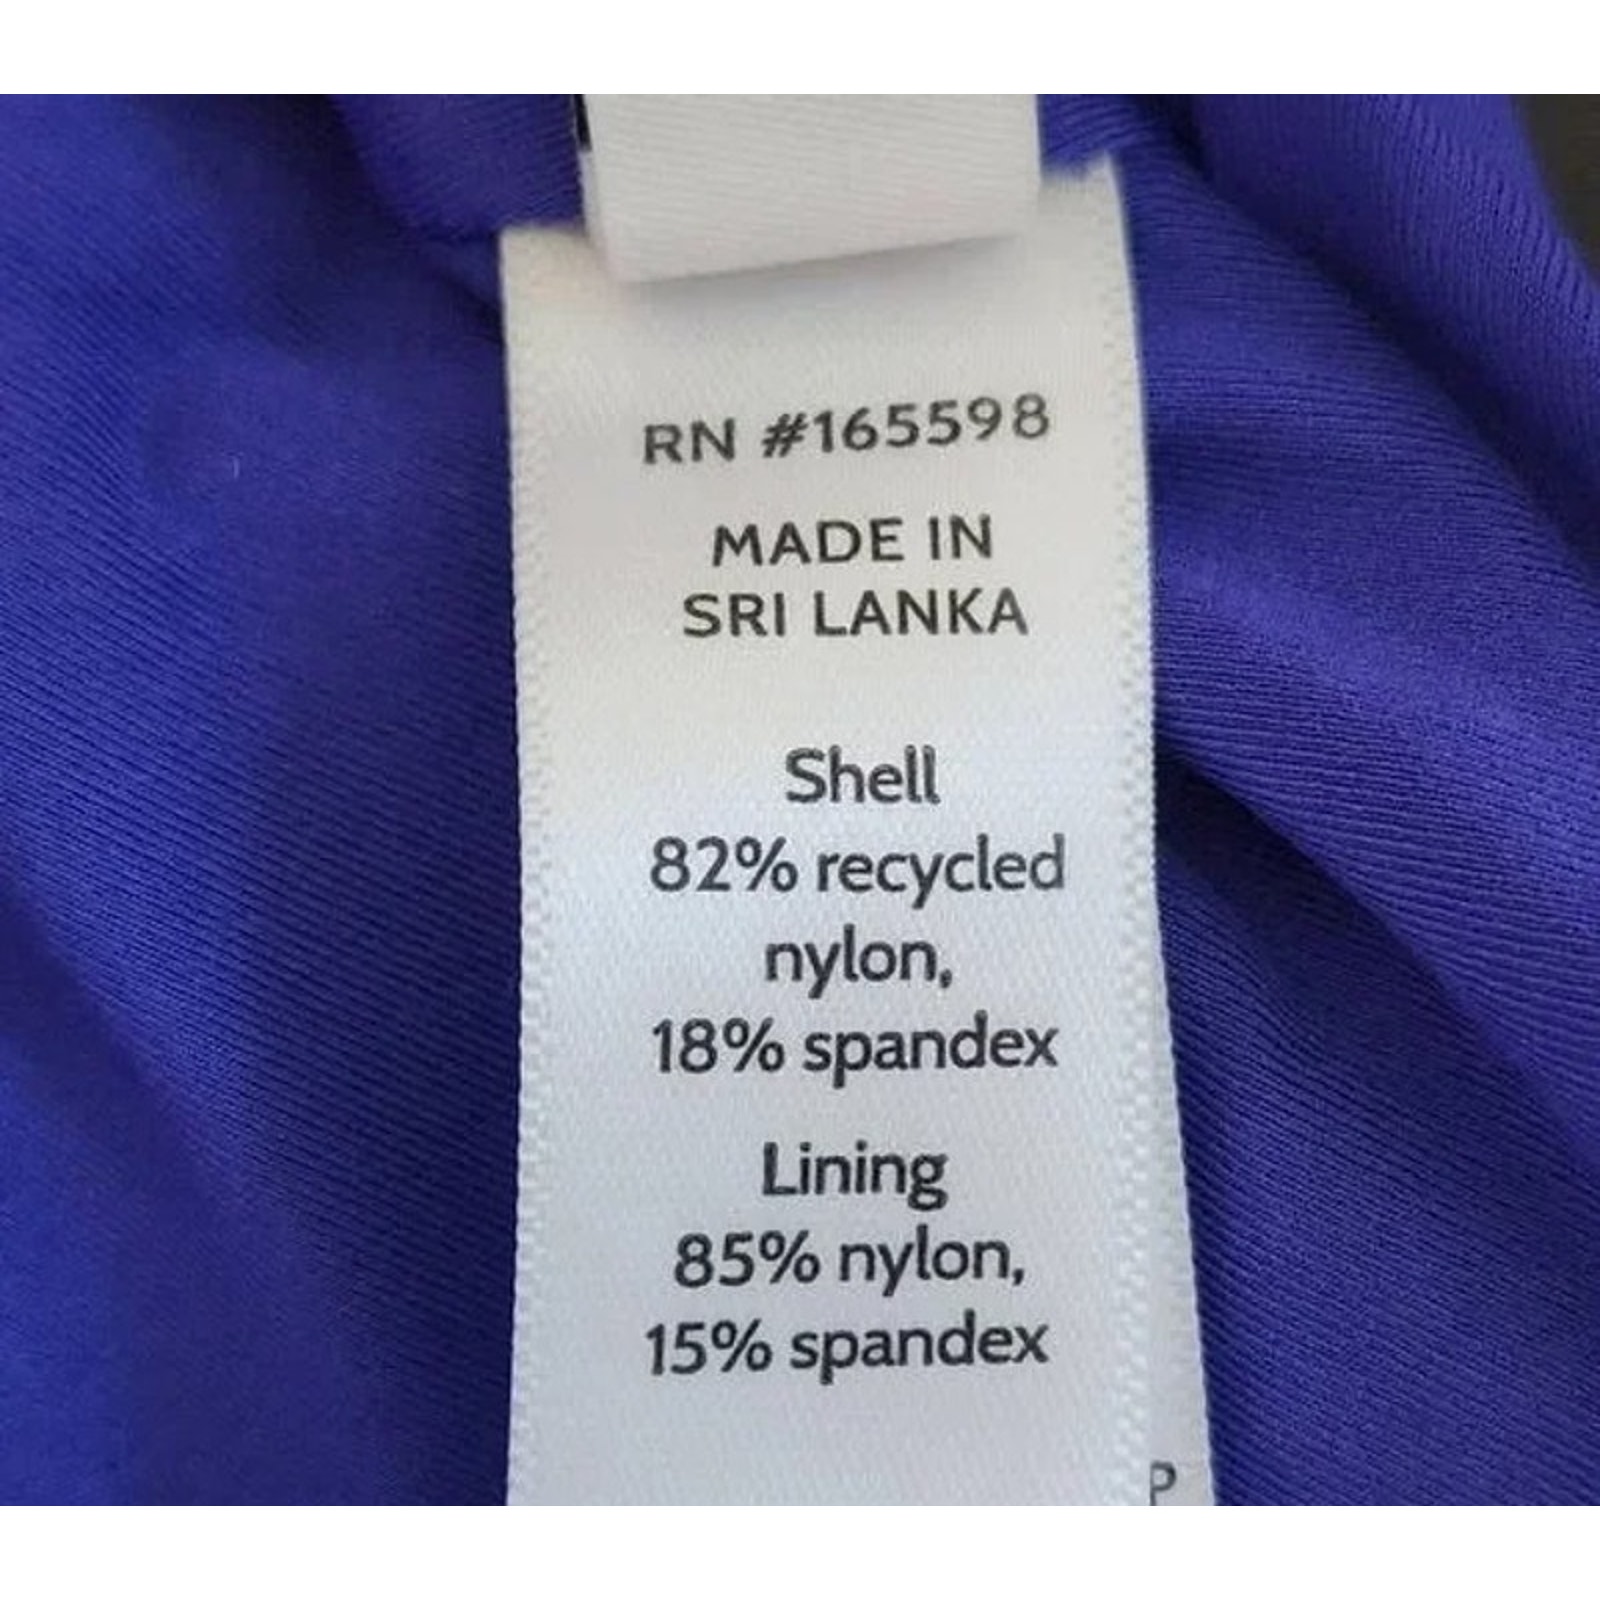 RN #165598
MADE IN
SRI LANKA
Shell
82% recycled
nylon,
18% spandex
Lining
85% nylon,
15% spandex
P